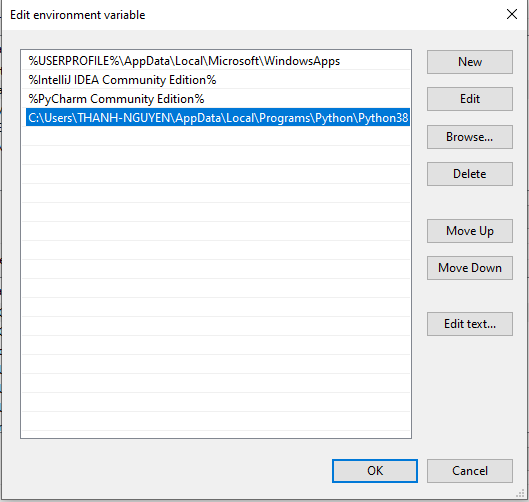 Edit environment variable
%USERPROFILE%\AppData\Local\Microsoft\WindowsApps
%IntelliJ IDEA Community Edition%
%PyCharm Community Edition%
C:\Users\THANH-NGUYEN\AppData\Local\Programs\Python\Python38
New
Edit
Browse...
Delete
Move Up
Move Down
Edit text...
OK
Cancel